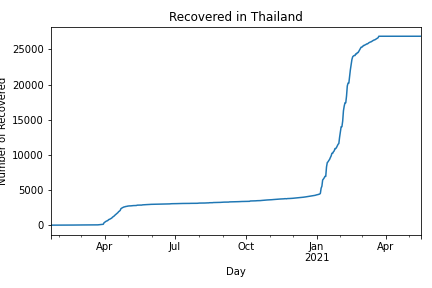 Recovered in Thailand
Number of Recovered
25000
20000
15000
10000
5000
0
Apr Jul Oct Jan Apr
2021
Day